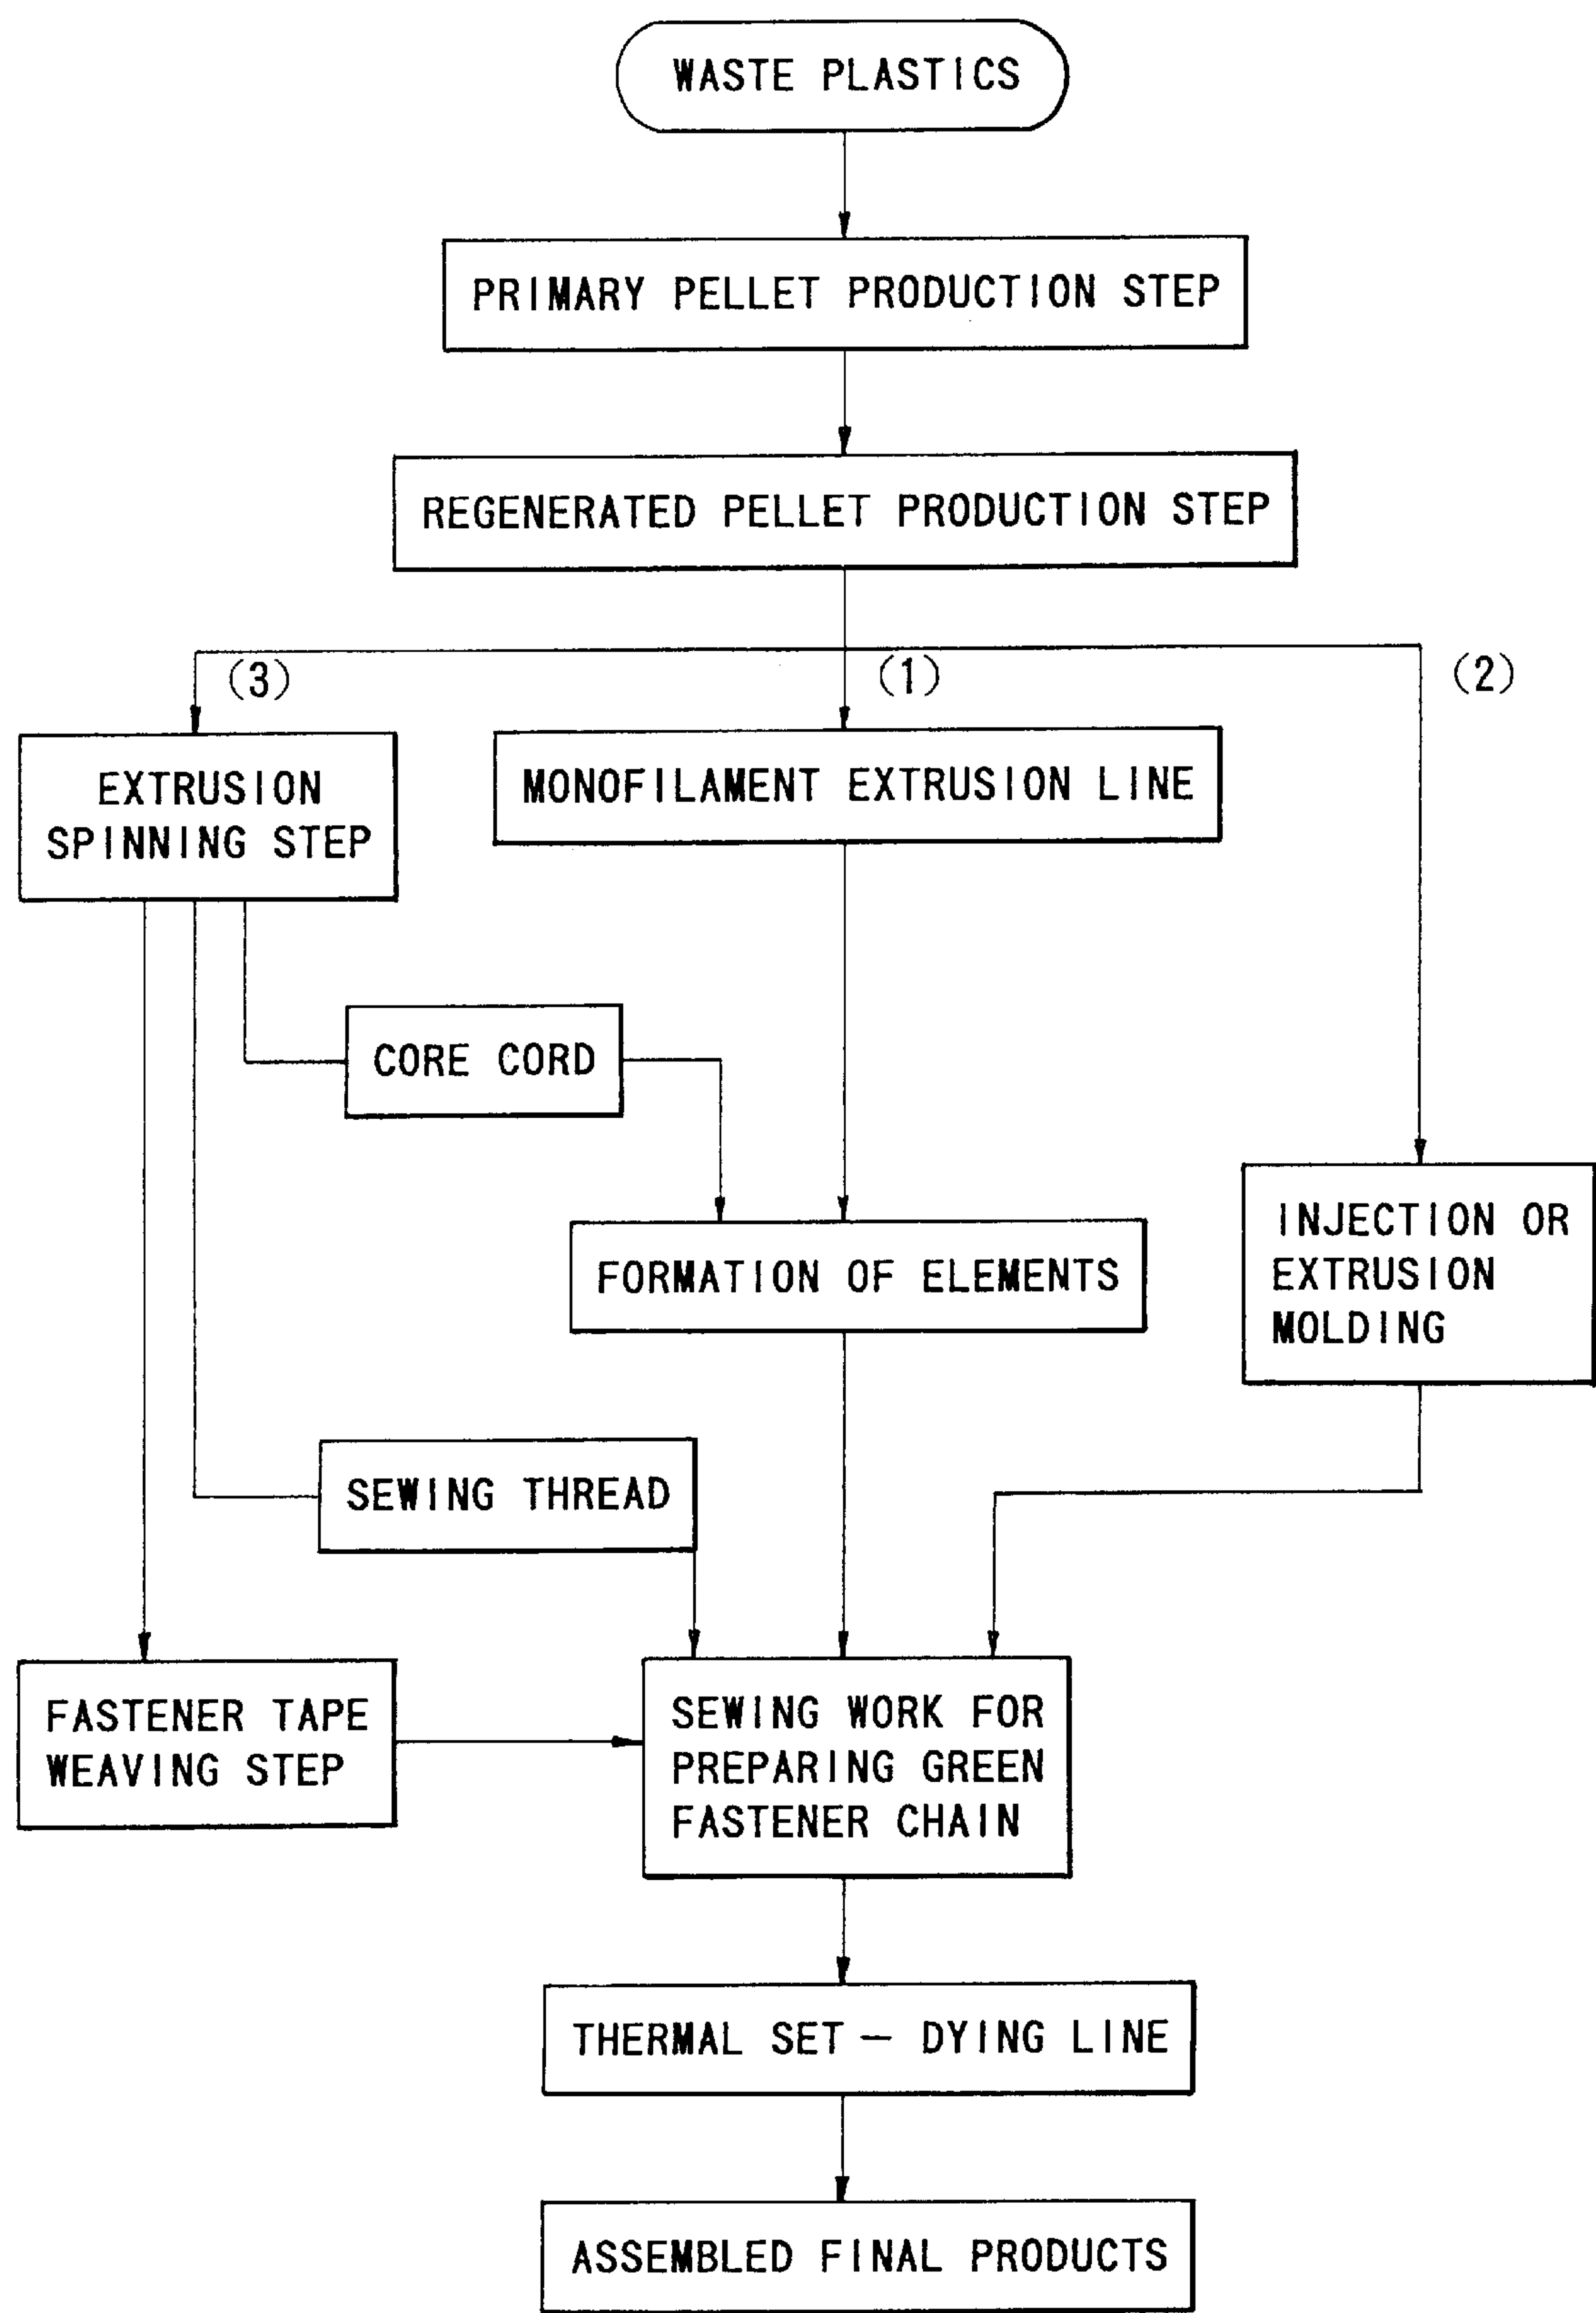 WASTE PLASTICS
PRIMARY PELLET PRODUCTION STEP
REGENERATED PELLET PRODUCTION STEP
(3)
(1)
(2)
EXTRUSION
SPINNING STEP
MONOFILAMENT EXTRUSION LINE
CORE CORD
FORMATION OF ELEMENTS
INJECTION OR
EXTRUSION
MOLDING
SEWING THREAD
FASTENER TAPE
WEAVING STEP
SEWING WORK FOR
PREPARING GREEN
FASTENER CHAIN
THERMAL SET — DYING LINE
ASSEMBLED FINAL PRODUCTS